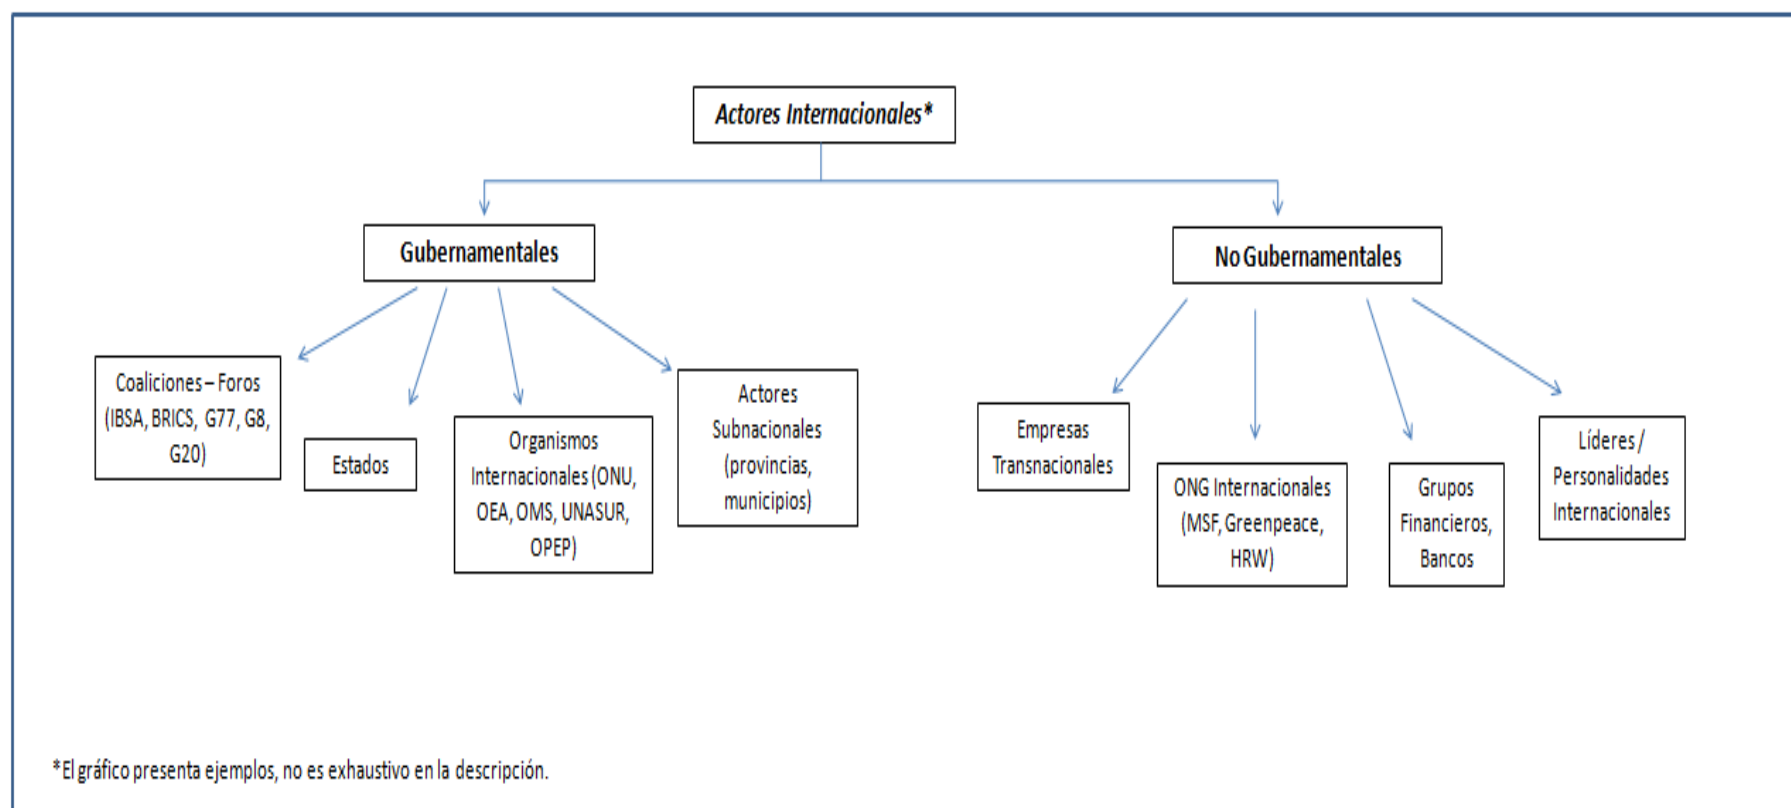 Actores Internacionales*
Gubernamentales
No Gubernamentales
Coaliciones – Foros
(IBSA, BRICS, G77, G8,
G20)
Estados
Organismos
Internacionales (ONU,
OEA, OMS, UNASUR,
OPEP)
Actores
Subnacionales
(provincias,
municipios)
Empresas
Transnacionales
ONG Internacionales
(MSF, Greenpeace,
HRW)
Grupos
Financieros,
Bancos
Líderes /
Personalidades
Internacionales
*El gráfico presenta ejemplos, no es exhaustivo en la descripción.